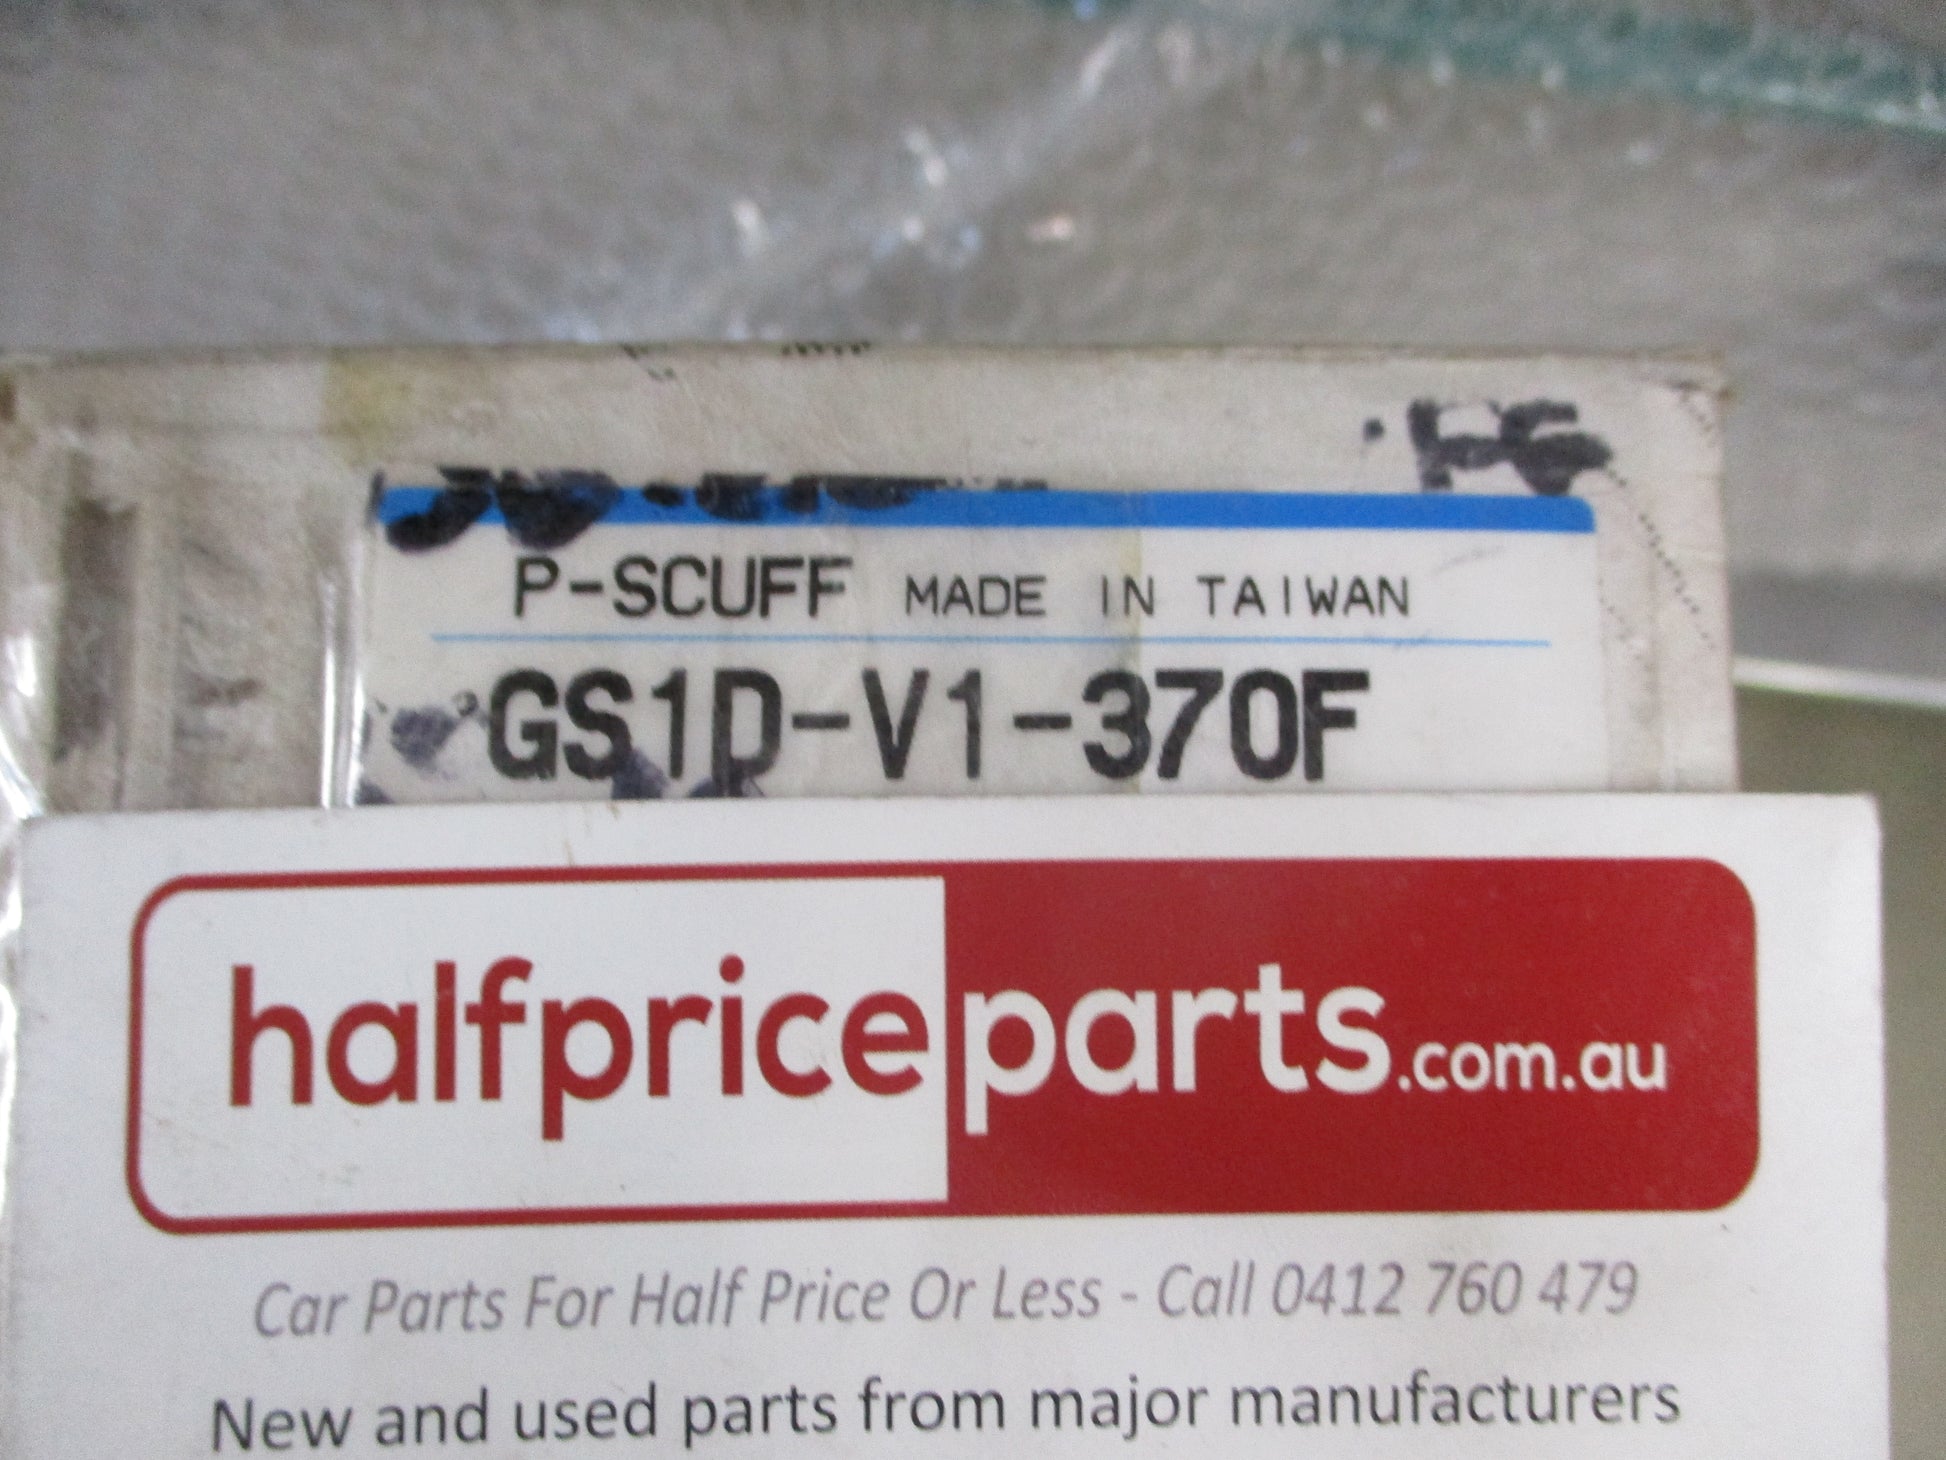 P-SCUFF MADE IN TAIWAN
GS1D-V1-370F
halfpriceparts.com.au
Car Parts For Half Price Or Less - Call 0412 760 479
New and used parts from major manufacturers